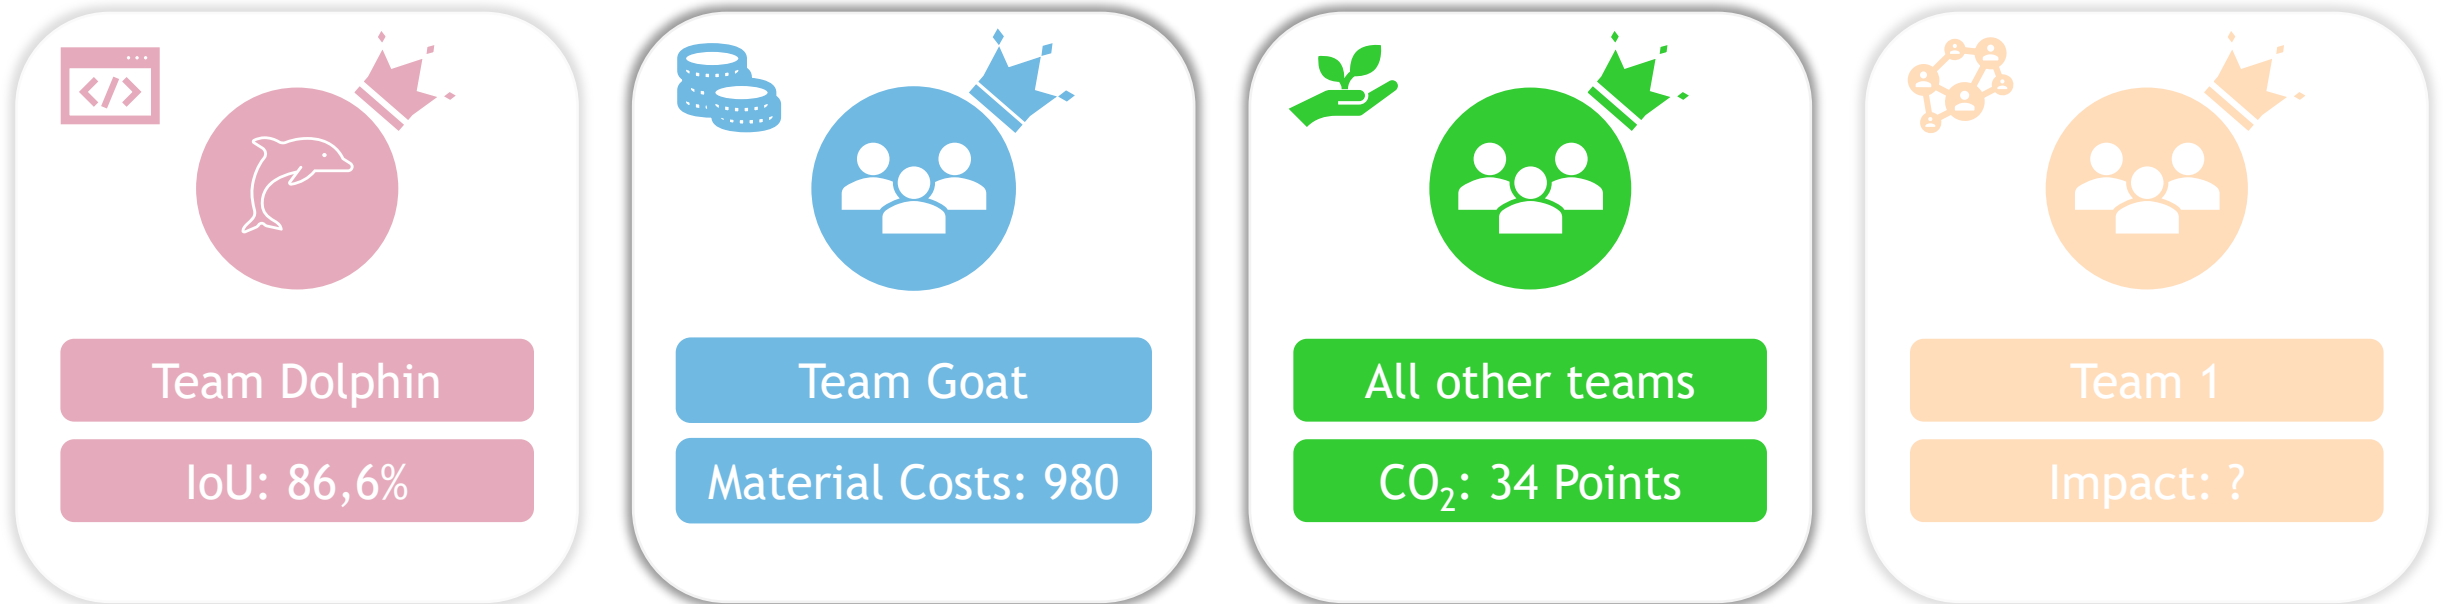 Team Dolphin
IoU: 86,6%
Team Goat
Material Costs: 980
All other teams
CO₂: 34 Points
Team 1
Impact: ?